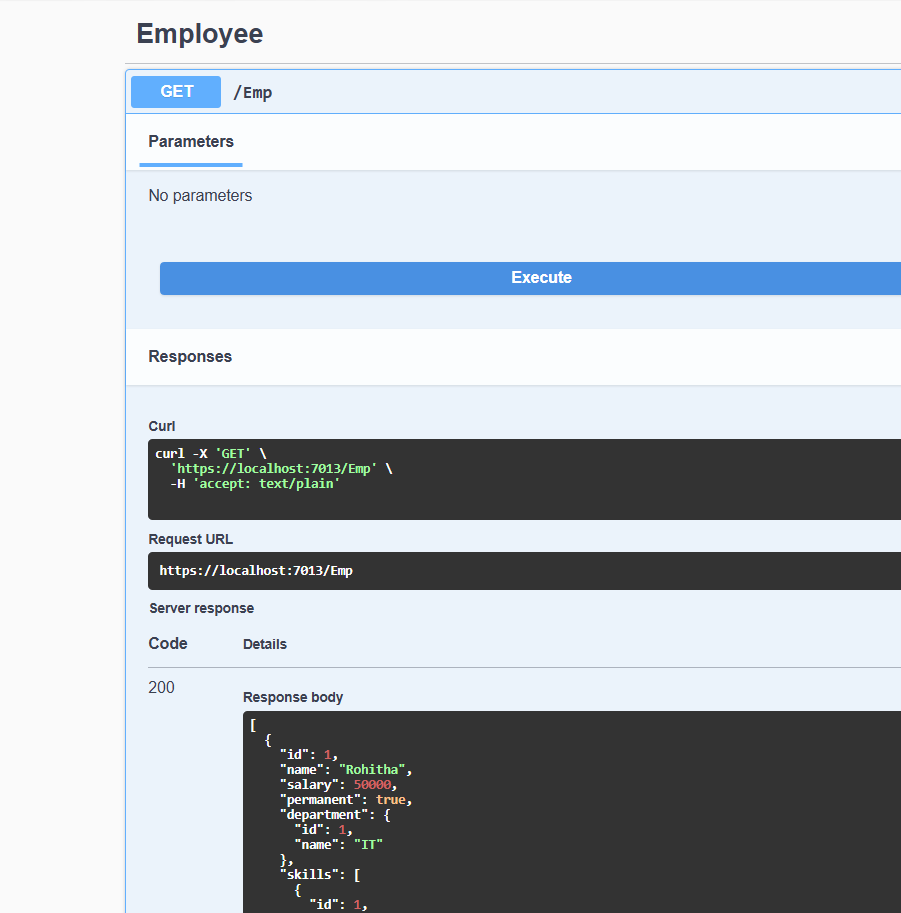 Employee
GET /Emp
Parameters
No parameters
Execute
Responses
Curl
curl -X 'GET' \
  'https://localhost:7013/Emp' \
  -H 'accept: text/plain'
Request URL
https://localhost:7013/Emp
Server response
Code Details
200
Response body
[
  {
    "id": 1,
    "name": "Rohitha",
    "salary": 50000,
    "permanent": true,
    "department": {
      "id": 1,
      "name": "IT"
    },
    "skills": [
      {
        "id": 1,